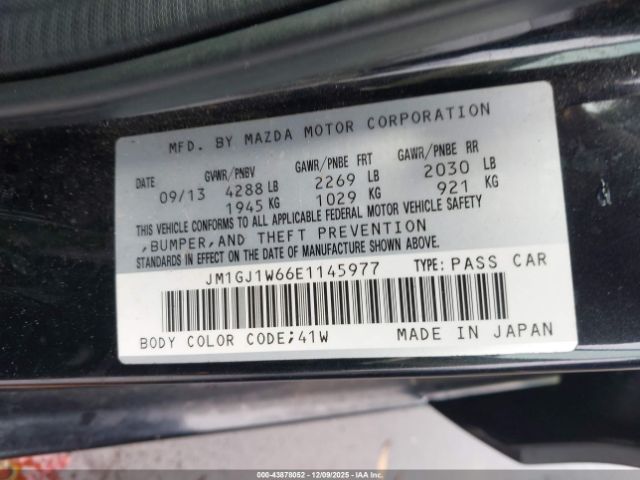 MFD. BY MAZDA MOTOR CORPORATION
DATE GVWR/PNBV GAWR/PNBE FRT GAWR/PNBE RR
09/13 4288 LB 2269 LB 2030 LB
1945 KG 1029 KG 921 KG
THIS VEHICLE CONFORMS TO ALL APPLICABLE FEDERAL MOTOR VEHICLE SAFETY
,BUMPER,AND THEFT PREVENTION
STANDARDS IN EFFECT ON THE DATE OF MANUFACTURE SHOWN ABOVE.
JM1GJ1W66E1145977 TYPE: PASS CAR
BODY COLOR CODE;41W MADE IN JAPAN
000-43878052 - 12/09/2025 - IAA Inc.